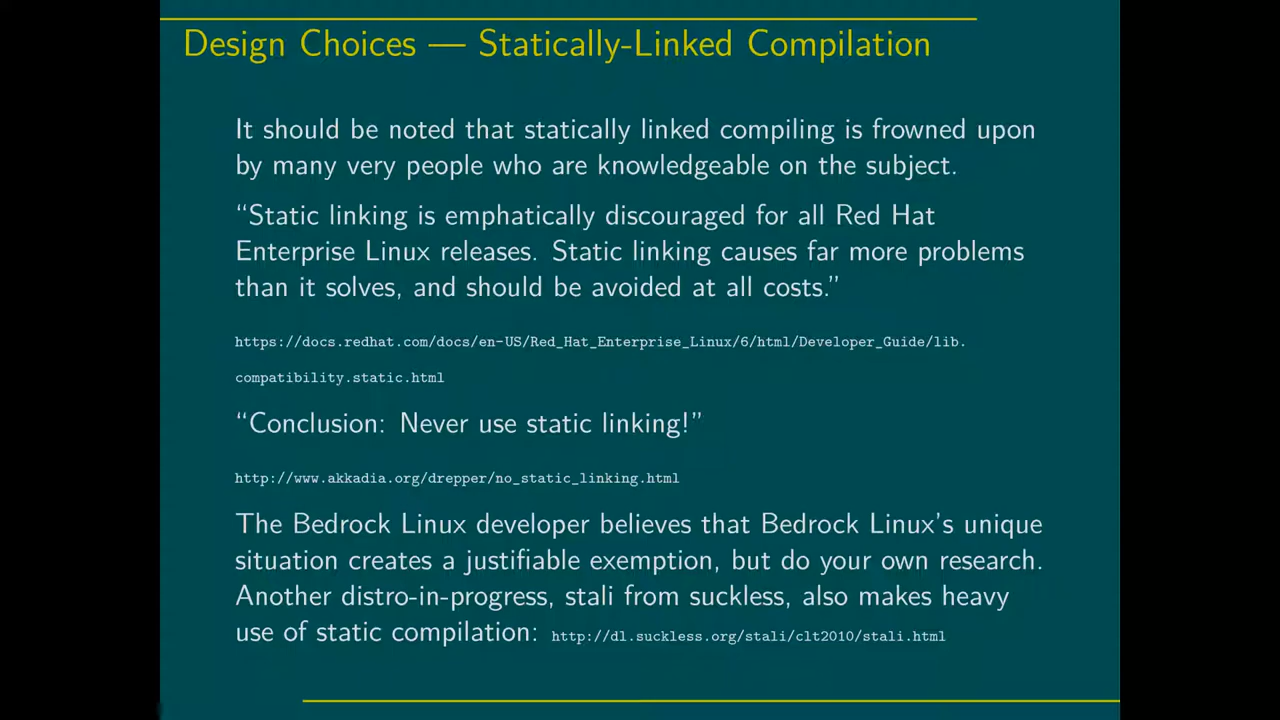 Design Choices — Statically-Linked Compilation
It should be noted that statically linked compiling is frowned upon
by many very people who are knowledgeable on the subject.
“Static linking is emphatically discouraged for all Red Hat
Enterprise Linux releases. Static linking causes far more problems
than it solves, and should be avoided at all costs.”
https://docs.redhat.com/docs/en-US/Red_Hat_Enterprise_Linux/6/html/Developer_Guide/lib.
compatibility.static.html
“Conclusion: Never use static linking!”
http://www.akkadia.org/drepper/no_static_linking.html
The Bedrock Linux developer believes that Bedrock Linux’s unique
situation creates a justifiable exemption, but do your own research.
Another distro-in-progress, stali from suckless, also makes heavy
use of static compilation: http://dl.suckless.org/stali/clt2010/stali.html